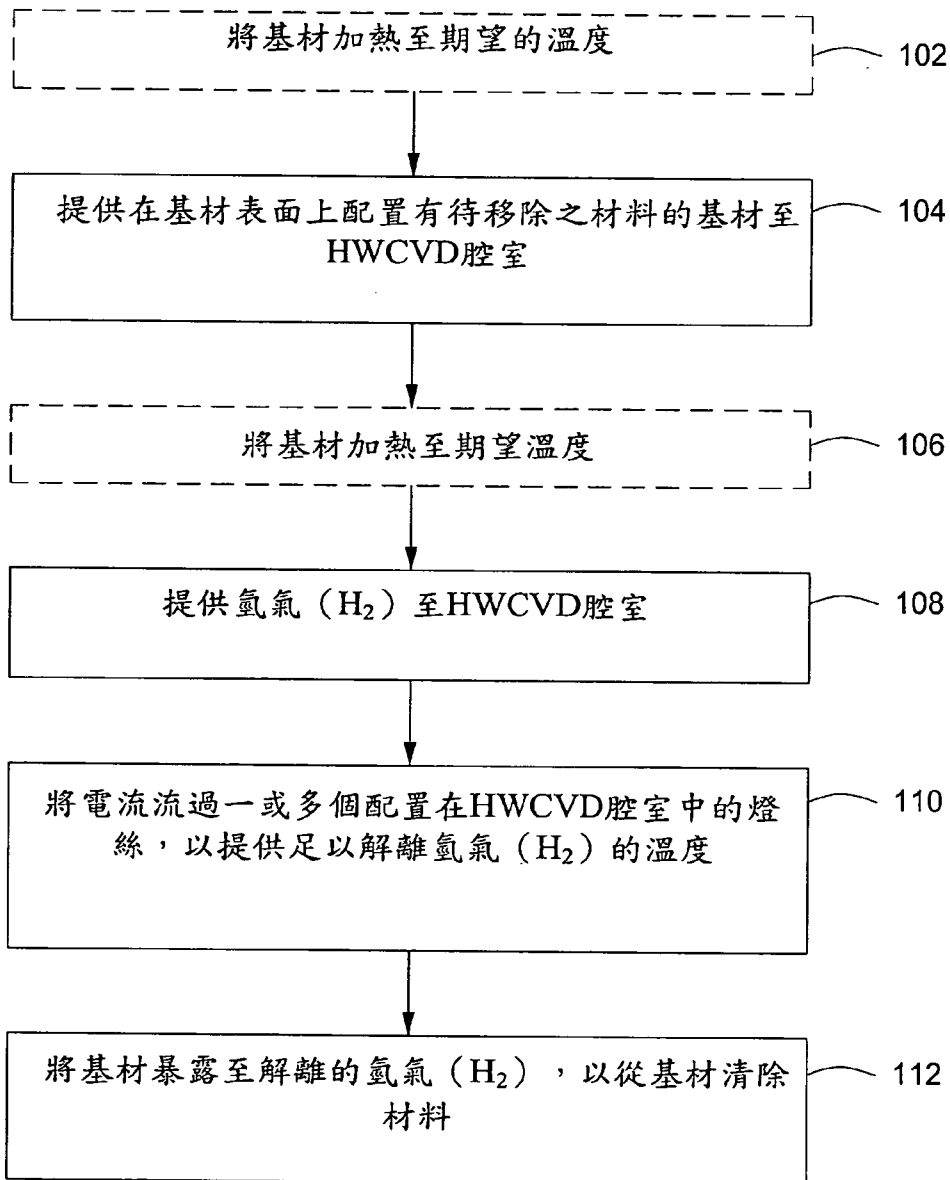 將基材加熱至期望的溫度
102
提供在基材表面上配置有待移除之材料的基材至
HWCVD腔室
104
將基材加熱至期望溫度
106
提供氫氣（H₂）至HWCVD腔室
108
將電流流過一或多個配置在HWCVD腔室中的燈
絲，以提供足以解離氫氣（H₂）的溫度
110
將基材暴露至解離的氫氣（H₂），以從基材清除
材料
112